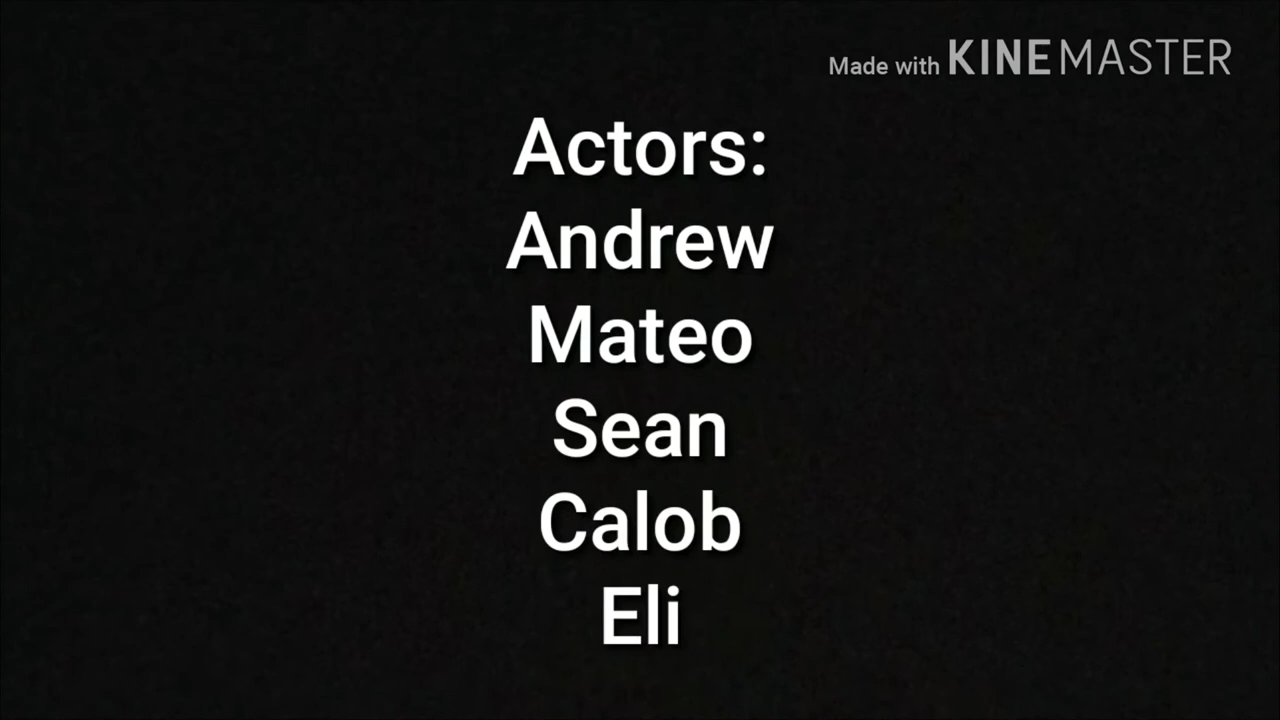 Made with KINEMASTER
Actors:
Andrew
Mateo
Sean
Calob
Eli